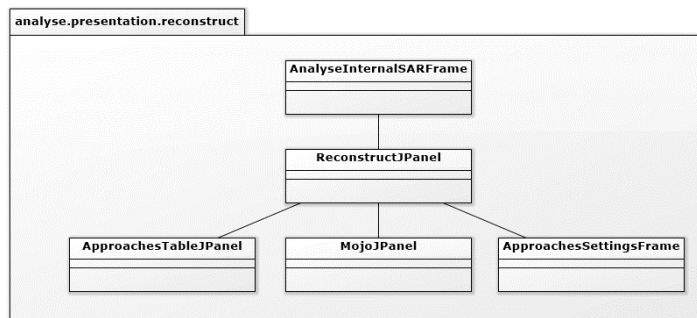 analyse.presentation.reconstruct
AnalyseInternalSARFrame
ReconstructJPanel
ApproachesTableJPanel
MojoJPanel
ApproachesSettingsFrame